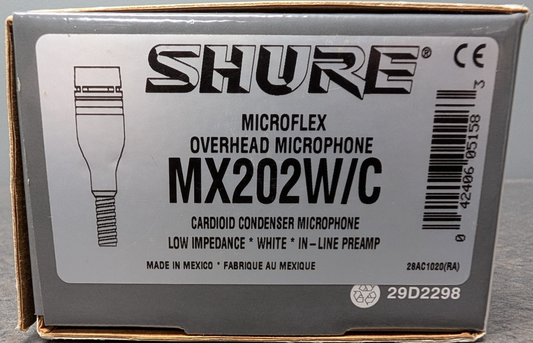 SHURE®
CE
MICROFLEX
OVERHEAD MICROPHONE
MX202W/C
CARDIOID CONDENSER MICROPHONE
LOW IMPEDANCE * WHITE * IN-LINE PREAMP
MADE IN MEXICO * FABRIQUE AU MEXIQUE
28AC1020(RA)
0 42406 05158 3
29D2298